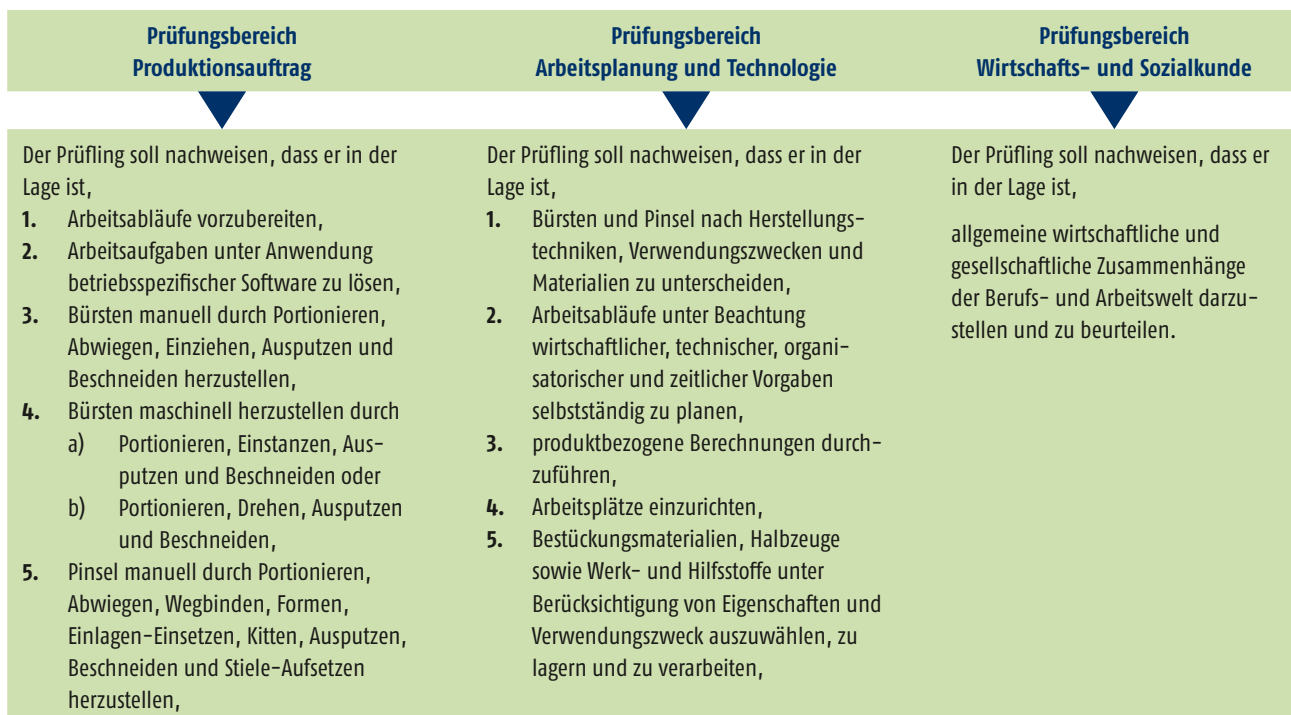 Prüfungsbereich
Produktionsauftrag
Prüfungsbereich
Arbeitsplanung und Technologie
Prüfungsbereich
Wirtschafts- und Sozialkunde
Der Prüfling soll nachweisen, dass er in der
Lage ist,
1. Arbeitsabläufe vorzubereiten,
2. Arbeitsaufgaben unter Anwendung
betriebsspezifischer Software zu lösen,
3. Bürsten manuell durch Portionieren,
Abwiegen, Einziehen, Ausputzen und
Beschneiden herzustellen,
4. Bürsten maschinell herzustellen durch
a) Portionieren, Einstanzen, Aus-
putzen und Beschneiden oder
b) Portionieren, Drehen, Ausputzen
und Beschneiden,
5. Pinsel manuell durch Portionieren,
Abwiegen, Wegbinden, Formen,
Einlagen-Einsetzen, Kitten, Ausputzen,
Beschneiden und Stiele-Aufsetzen
herzustellen,
Der Prüfling soll nachweisen, dass er in der
Lage ist,
1. Bürsten und Pinsel nach Herstellungs-
techniken, Verwendungszwecken und
Materialien zu unterscheiden,
2. Arbeitsabläufe unter Beachtung
wirtschaftlicher, technischer, organi-
satorischer und zeitlicher Vorgaben
selbstständig zu planen,
3. produktbezogene Berechnungen durch-
zuführen,
4. Arbeitsplätze einzurichten,
5. Bestückungsmaterialien, Halbzeuge
sowie Werk- und Hilfsstoffe unter
Berücksichtigung von Eigenschaften und
Verwendungszweck auszuwählen, zu
lagern und zu verarbeiten,
Der Prüfling soll nachweisen, dass er
in der Lage ist,
allgemeine wirtschaftliche und
gesellschaftliche Zusammenhänge
der Berufs- und Arbeitswelt darzu-
stellen und zu beurteilen.